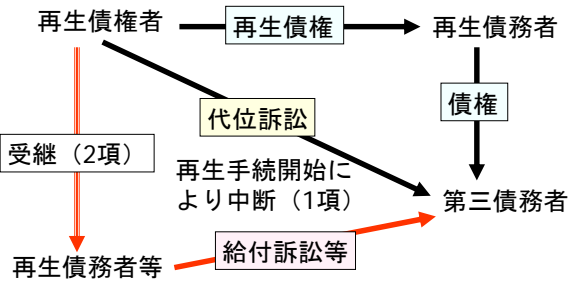 再生債権者
再生債権
再生債務者
債権
代位訴訟
受継（2項）
再生手続開始に
より中断（1項）
第三債務者
給付訴訟等
再生債務者等